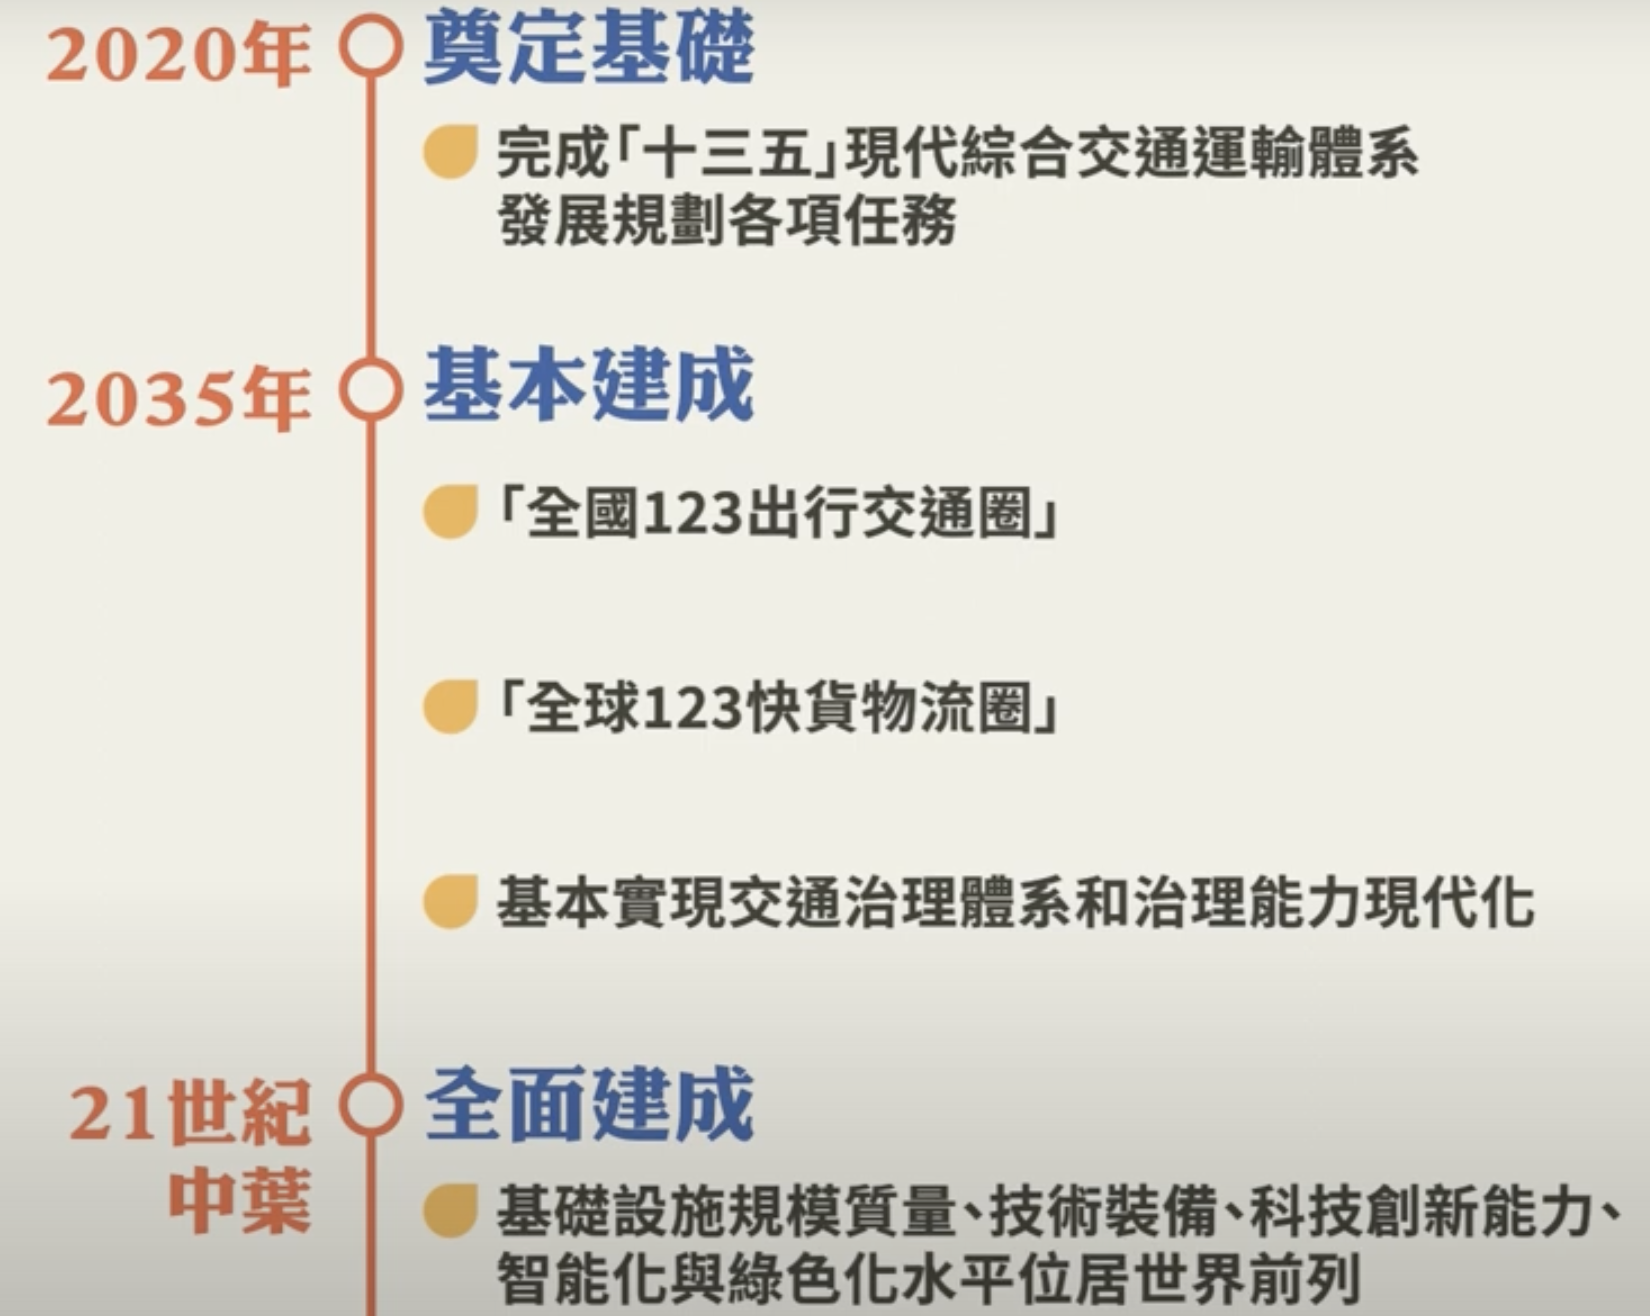 2020年 奠定基礎
完成「十三五」現代綜合交通運輸體系
發展規劃各項任務
2035年 基本建成
「全國123出行交通圈」
「全球123快貨物流圈」
基本實現交通治理體系和治理能力現代化
21世紀
中葉
全面建成
基礎設施規模質量、技術裝備、科技創新能力、
智能化與綠色化水平位居世界前列